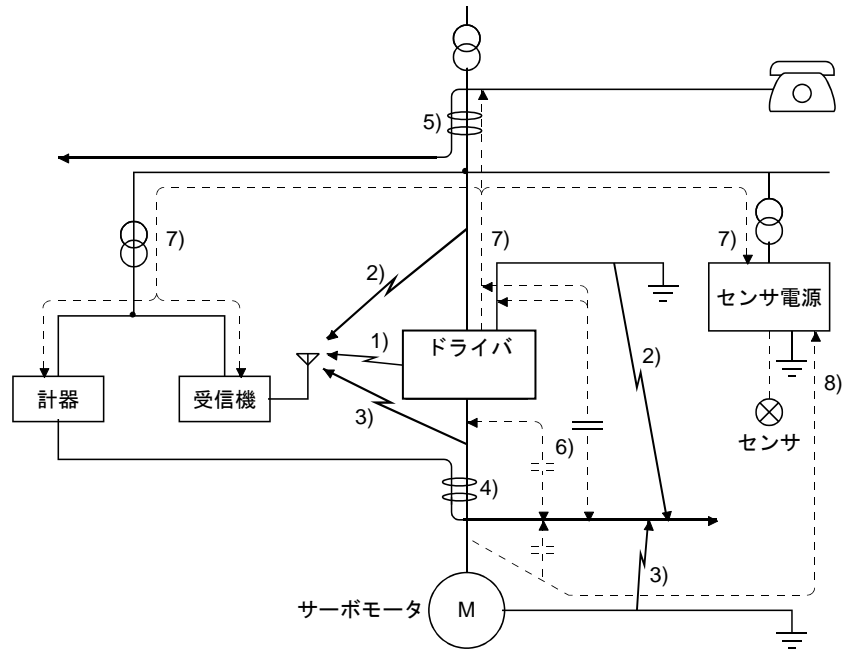 5)
7)
7)
7)
2)
センサ電源
1)
ドライバ
2)
8)
計器
受信機
3)
センサ
6)
4)
3)
サーボモータ
M